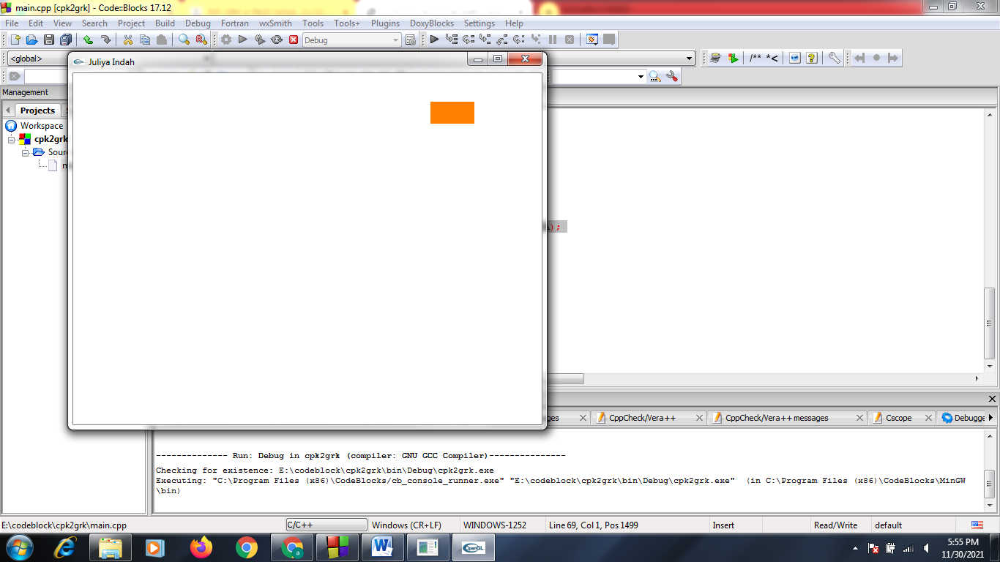 main.cpp [cpk2grk] - Code::Blocks 17.12
File Edit View Search Project Build Debug Fortran wxSmith Tools Tools+ Plugins DoxyBlocks Settings Help
Debug
<global>
/** *<
Juliya Indah
Management
Projects
Workspace
cpk2grk
Sour
);
ges CppCheck/Vera++ CppCheck/Vera++ messages Cscope Debugge
-------------- Run: Debug in cpk2grk (compiler: GNU GCC Compiler)---------------
Checking for existence: E:\codeblock\cpk2grk\bin\Debug\cpk2grk.exe
Executing: "C:\Program Files (x86)\CodeBlocks/cb_console_runner.exe" "E:\codeblock\cpk2grk\bin\Debug\cpk2grk.exe"  (in C:\Program Files (x86)\CodeBlocks\MinGW
\bin)
E:\codeblock\cpk2grk\main.cpp C/C++ Windows (CR+LF) WINDOWS-1252 Line 69, Col 1, Pos 1499 Insert Read/Write default
OpenGL
5:55 PM
11/30/2021